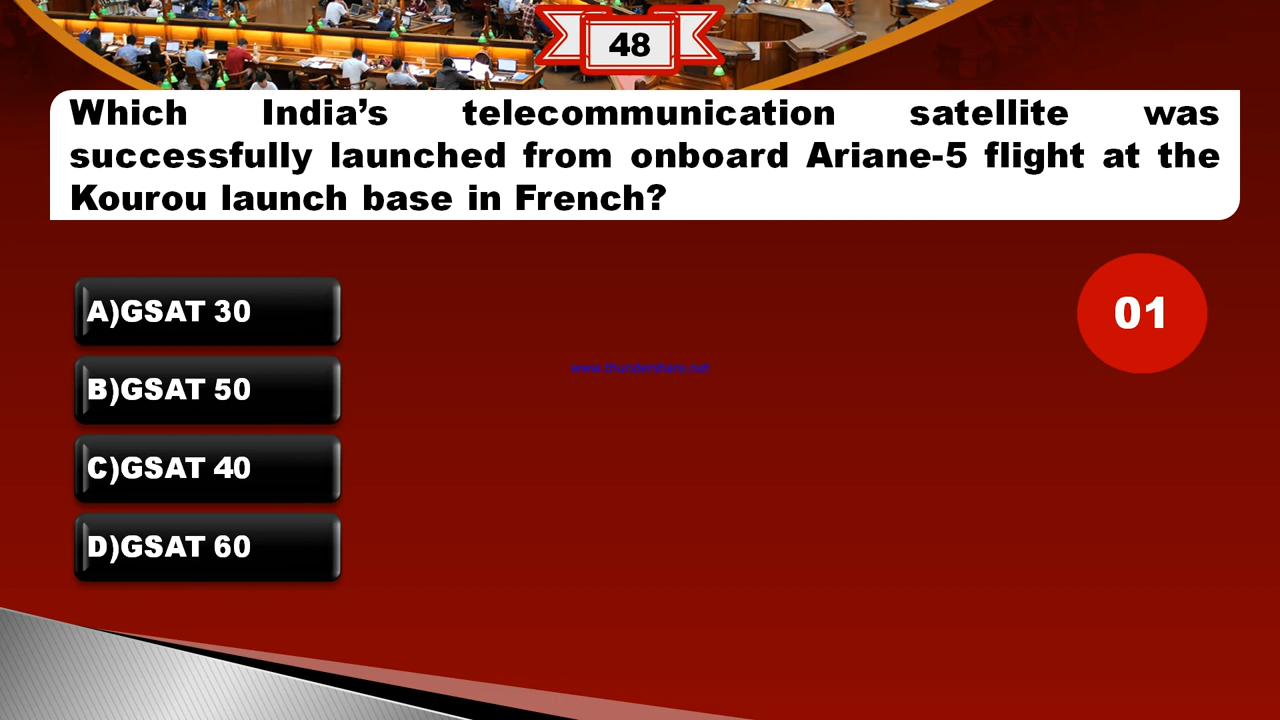 48
Which India’s telecommunication satellite was
successfully launched from onboard Ariane-5 flight at the
Kourou launch base in French?
01
A)GSAT 30
www.thundershare.net
B)GSAT 50
C)GSAT 40
D)GSAT 60